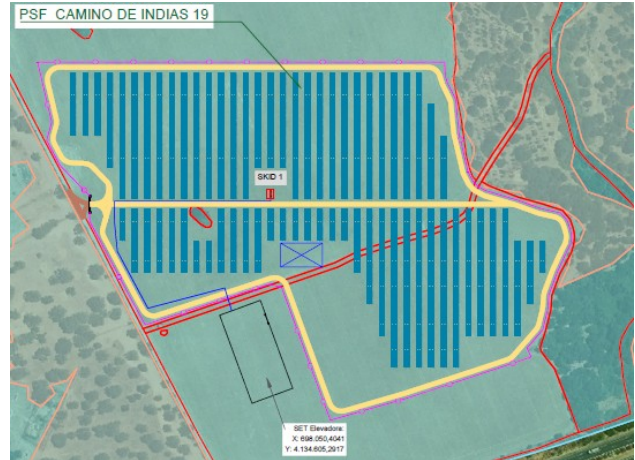 PSF CAMINO DE INDIAS 19
SKID 1
SET Elevadora:
X: 698.050,4041
Y: 4.134.605,2917